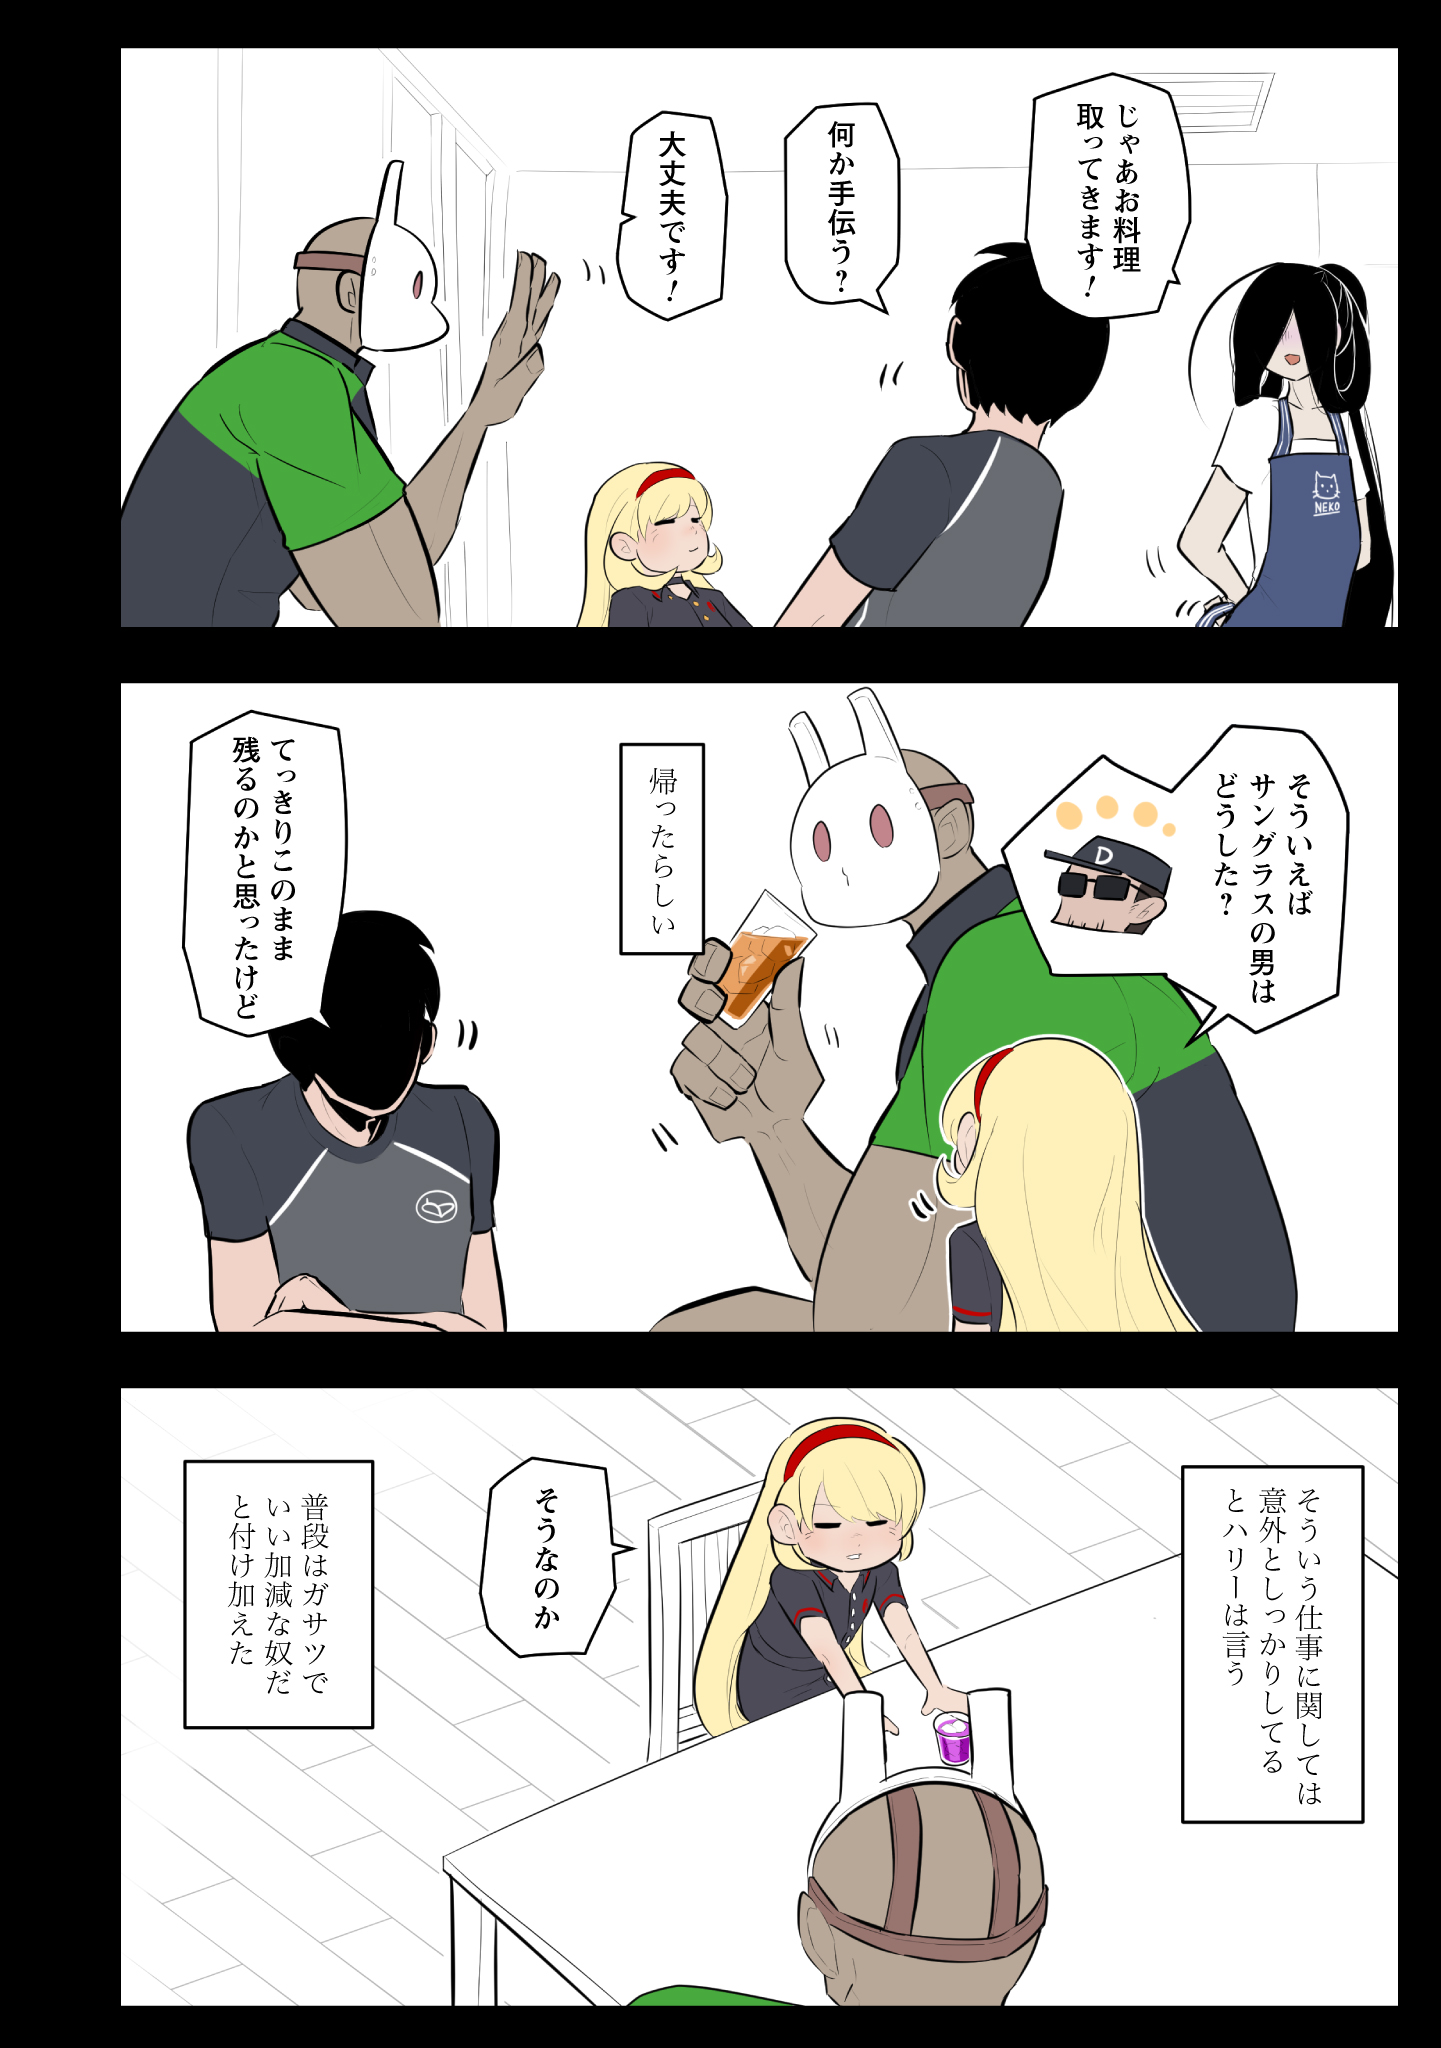 じゃあお料理
取ってきます!
何か手伝う?
大丈夫です!
NEKO
そういえば
サングラスの男は
どうした?
D
帰ったらしい
てっきりこのまま
残るのかと思ったけど
そういう仕事に関しては
意外としっかりしてる
とハリーは言う
そうなのか
普段はガサツで
いい加減な奴だ
と付け加えた